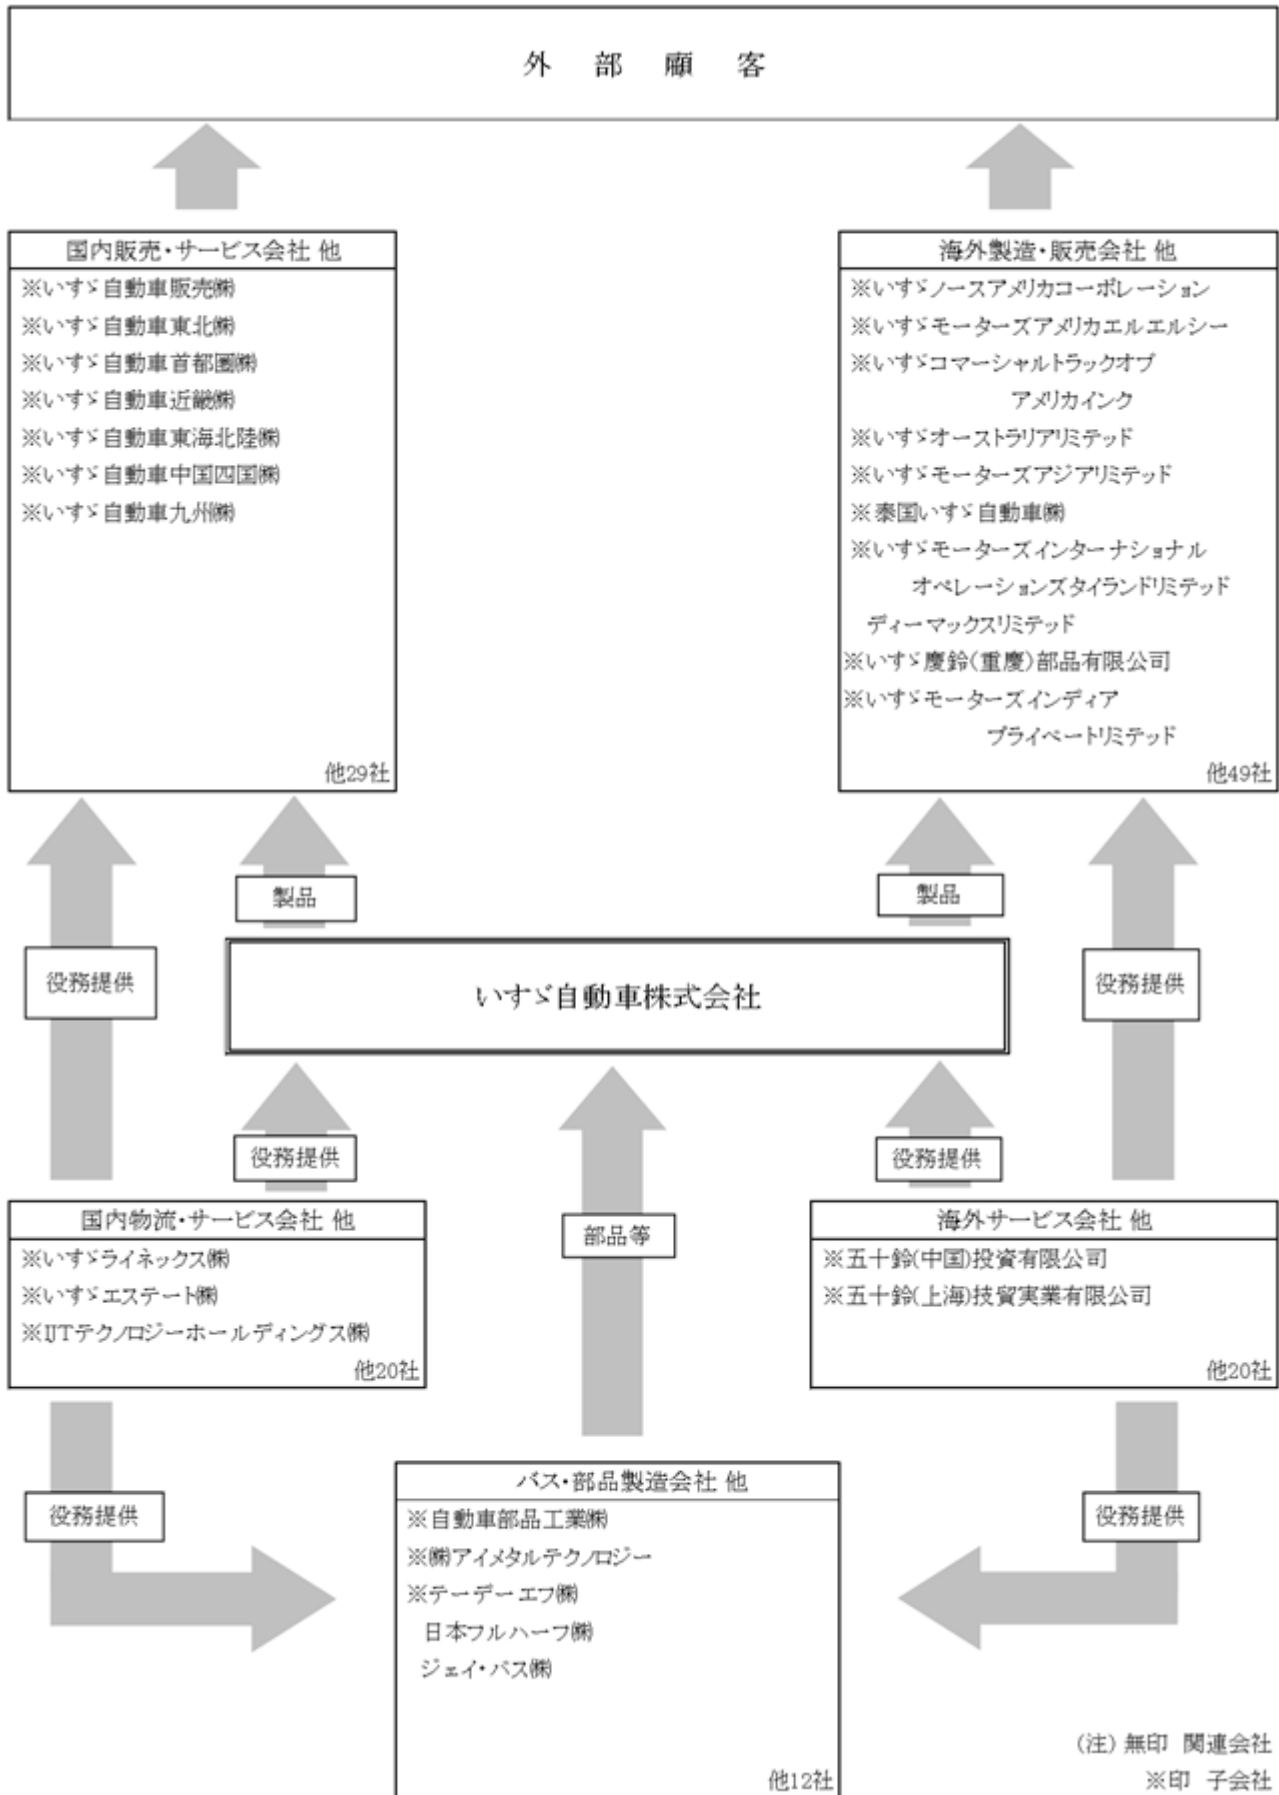 外部顧客
国内販売・サービス会社 他
※いすゞ自動車販売㈱
※いすゞ自動車東北㈱
※いすゞ自動車首都圏㈱
※いすゞ自動車近畿㈱
※いすゞ自動車東海北陸㈱
※いすゞ自動車中国四国㈱
※いすゞ自動車九州㈱
他29社
海外製造・販売会社 他
※いすゞノースアメリカコーポレーション
※いすゞモーターズアメリカエルエルシー
※いすゞコマーシャルトラックオブ
アメリカインク
※いすゞオーストラリアリミテッド
※いすゞモーターズアジアリミテッド
※泰国いすゞ自動車㈱
※いすゞモーターズインターナショナル
オペレーションズタイランドリミテッド
ディーマックスリミテッド
※いすゞ慶鈴(重慶)部品有限公司
※いすゞモーターズインディア
プライベートリミテッド
他49社
製品
製品
役務提供
いすゞ自動車株式会社
役務提供
役務提供
役務提供
国内物流・サービス会社 他
※いすゞライネックス㈱
※いすゞエステート㈱
※IJTテクノロジーホールディングス㈱
他20社
部品等
海外サービス会社 他
※五十鈴(中国)投資有限公司
※五十鈴(上海)技貿実業有限公司
他20社
役務提供
バス・部品製造会社 他
※自動車部品工業㈱
※㈱アイメタルテクノロジー
※テーデーエフ㈱
日本フルハーフ㈱
ジェイ・バス㈱
他12社
役務提供
(注) 無印 関連会社
※印 子会社